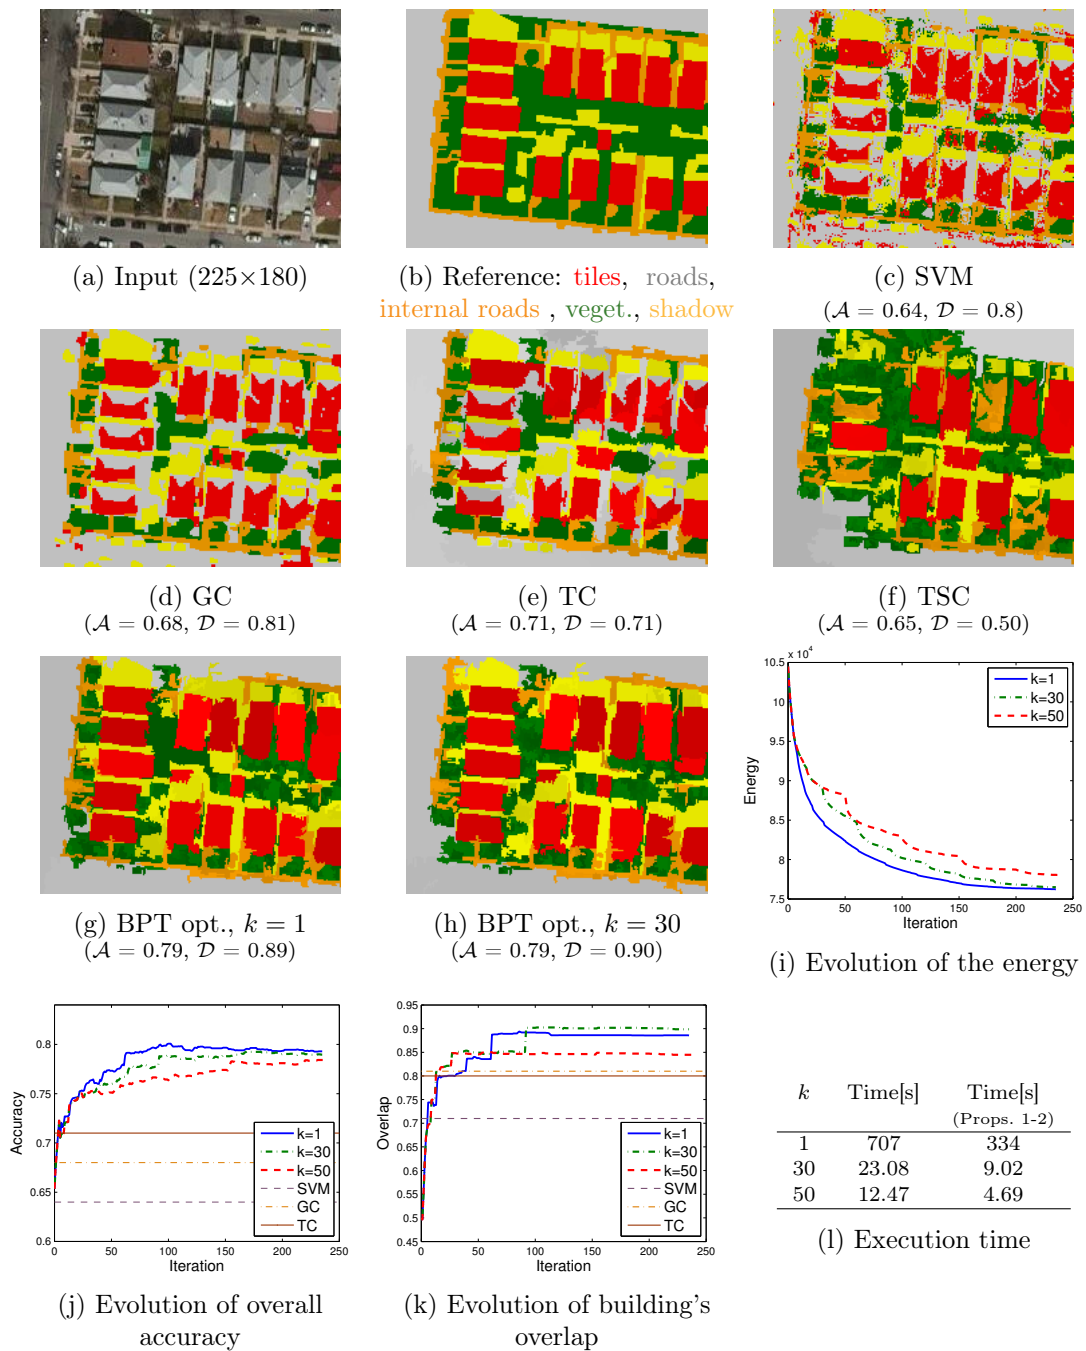 (a) Input (225×180)
(b) Reference: tiles, roads,
internal roads , veget., shadow
(c) SVM
(𝒜 = 0.64, 𝒟 = 0.8)
(d) GC
(𝒜 = 0.68, 𝒟 = 0.81)
(e) TC
(𝒜 = 0.71, 𝒟 = 0.71)
(f) TSC
(𝒜 = 0.65, 𝒟 = 0.50)
(g) BPT opt., k = 1
(𝒜 = 0.79, 𝒟 = 0.89)
(h) BPT opt., k = 30
(𝒜 = 0.79, 𝒟 = 0.90)
x 10⁴
10.5
10
9.5
9
8.5
8
7.5
Energy
0 50 100 150 200 250
Iteration
k=1
k=30
k=50
(i) Evolution of the energy
0.8
0.75
0.7
0.65
0.6
Accuracy
0 50 100 150 200 250
Iteration
k=1
k=30
k=50
SVM
GC
TC
(j) Evolution of overall
accuracy
0.95
0.9
0.85
0.8
0.75
0.7
0.65
0.6
0.55
0.5
0.45
Overlap
0 50 100 150 200 250
Iteration
k=1
k=30
k=50
SVM
GC
TC
(k) Evolution of building's
overlap
k Time[s] Time[s]
(Props. 1-2)
1 707 334
30 23.08 9.02
50 12.47 4.69
(l) Execution time